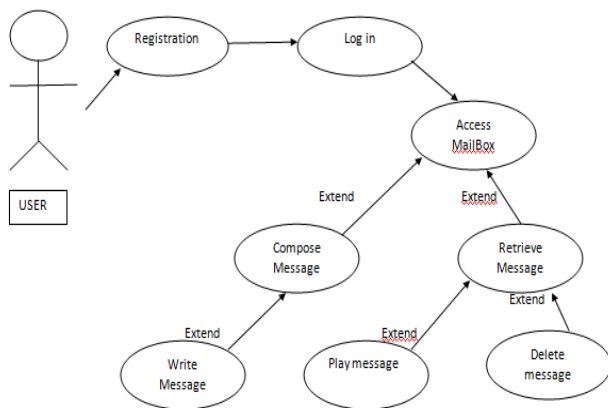 Registration
Log in
Access
MailBox
USER
Extend
Extend
Compose
Message
Retrieve
Message
Extend
Extend
Extend
Write
Message
Play message
Delete
message